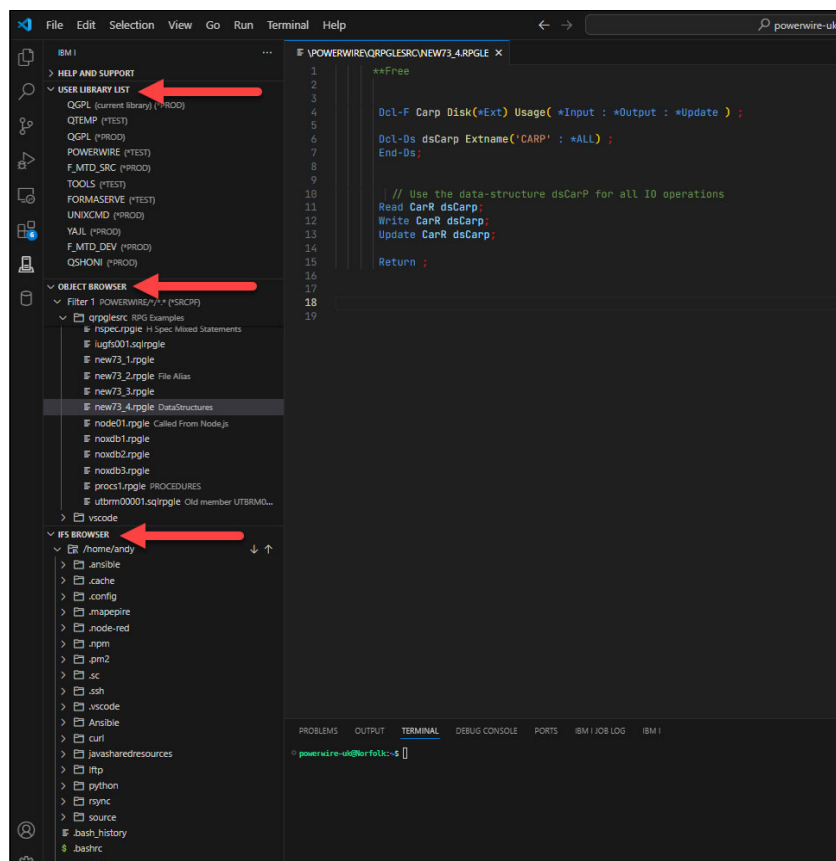 File Edit Selection View Go Run Terminal Help
powerwire-uk
IBM I
HELP AND SUPPORT
USER LIBRARY LIST
QGPL (current library) (*PROD)
QTEMP (*TEST)
QGPL (*PROD)
POWERWIRE (*TEST)
F_MTD_SRC (*PROD)
TOOLS (*TEST)
FORMASERVE (*TEST)
UNIXCMD (*PROD)
YAJL (*PROD)
F_MTD_DEV (*PROD)
QSHONI (*PROD)
OBJECT BROWSER
Filter 1 POWERWIRE/*/*.* (*SRCPF)
qrpglesrc RPG Examples
hspec.rpgle H Spec Mixed Statements
iugfs001.sqlrpgle
new73_1.rpgle
new73_2.rpgle File Alias
new73_3.rpgle
new73_4.rpgle DataStructures
node01.rpgle Called From Node.js
noxdb1.rpgle
noxdb2.rpgle
noxdb3.rpgle
procs1.rpgle PROCEDURES
utbrm00001.sqlrpgle Old member UTBRM0...
vscode
IFS BROWSER
/home/andy
.ansible
.cache
.config
.mapepire
.node-red
.npm
.pm2
.sc
.ssh
.vscode
Ansible
curl
javasharedresources
lftp
python
rsync
source
.bash_history
$ .bashrc
6
\POWERWIRE\QRPGLESRC\NEW73_4.RPGLE
1 **Free
2
3
4 Dcl-F Carp Disk(*Ext) Usage( *Input : *Output : *Update ) ;
5
6 Dcl-Ds dsCarp Extname('CARP' : *ALL) ;
7 End-Ds;
8
9
10 // Use the data-structure dsCarP for all IO operations
11 Read CarR dsCarp;
12 Write CarR dsCarp;
13 Update CarR dsCarp;
14
15 Return ;
16
17
18
19
PROBLEMS OUTPUT TERMINAL DEBUG CONSOLE PORTS IBM I JOB LOG IBM I
powerwire-uk@Norfolk:~$